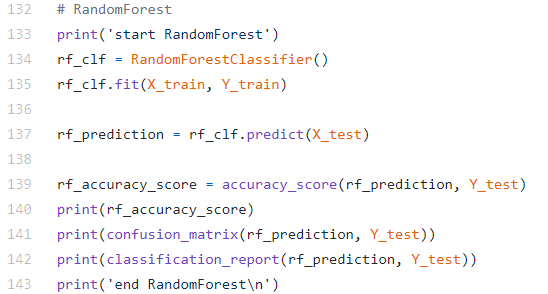 132 # RandomForest
133 print('start RandomForest')
134 rf_clf = RandomForestClassifier()
135 rf_clf.fit(X_train, Y_train)
136
137 rf_prediction = rf_clf.predict(X_test)
138
139 rf_accuracy_score = accuracy_score(rf_prediction, Y_test)
140 print(rf_accuracy_score)
141 print(confusion_matrix(rf_prediction, Y_test))
142 print(classification_report(rf_prediction, Y_test))
143 print('end RandomForest\n')